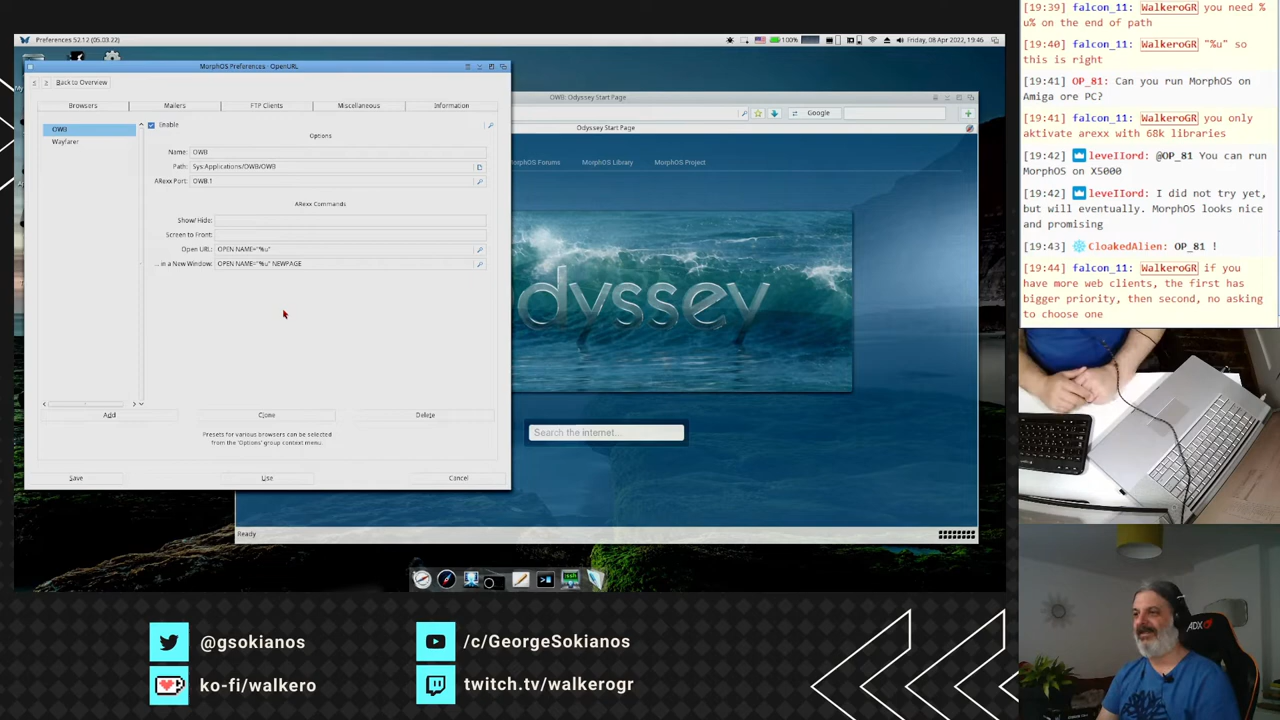 Preferences 52.12 (05.03.22)
100%
Friday, 08 Apr 2022, 19:46
MorphOS Preferences - OpenURL
Back to Overview
Browsers
Mailers
FTP Clients
Miscellaneous
Information
OWB
Wayfarer
Enable
Options
Name: OWB
Path: Sys:Applications/OWB/OWB
ARexx Port: OWB.1
ARexx Commands
Show/Hide:
Screen to Front:
Open URL: OPEN NAME="%u"
... in a New Window: OPEN NAME="%u" NEWPAGE
Add
Clone
Delete
Presets for various browsers can be selected
from the 'Options' group context menu.
Save
Use
Cancel
OWB: Odyssey Start Page
Google
Odyssey Start Page
MorphOS Forums
MorphOS Library
MorphOS Project
dyssey
Search the internet...
Ready
[19:39] falcon_11: WalkeroGR you need %
u% on the end of path
[19:40] falcon_11: WalkeroGR "%u" so
this is right
[19:41] OP_81: Can you run MorphOS on
Amiga ore PC?
[19:41] falcon_11: WalkeroGR you only
aktivate arexx with 68k libraries
[19:42] leveIIord: @OP_81 You can run
MorphOS on X5000
[19:42] leveIIord: I did not try yet,
but will eventually. MorphOS looks nice
and promising
[19:43] CloakedAlien: OP_81 !
[19:44] falcon_11: WalkeroGR if you
have more web clients, the first has
bigger priority, then second, no asking
to choose one
ADX
@gsokianos
/c/GeorgeSokianos
ko-fi/walkero
twitch.tv/walkerogr